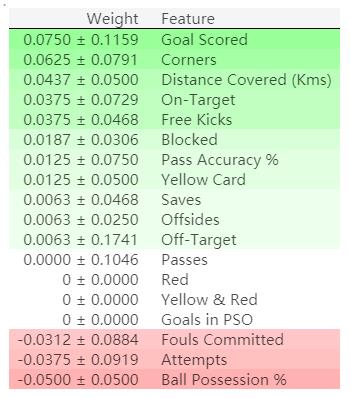 Weight Feature
0.0750 ± 0.1159 Goal Scored
0.0625 ± 0.0791 Corners
0.0437 ± 0.0500 Distance Covered (Kms)
0.0375 ± 0.0729 On-Target
0.0375 ± 0.0468 Free Kicks
0.0187 ± 0.0306 Blocked
0.0125 ± 0.0750 Pass Accuracy %
0.0125 ± 0.0500 Yellow Card
0.0063 ± 0.0468 Saves
0.0063 ± 0.0250 Offsides
0.0063 ± 0.1741 Off-Target
0.0000 ± 0.1046 Passes
0 ± 0.0000 Red
0 ± 0.0000 Yellow & Red
0 ± 0.0000 Goals in PSO
-0.0312 ± 0.0884 Fouls Committed
-0.0375 ± 0.0919 Attempts
-0.0500 ± 0.0500 Ball Possession %